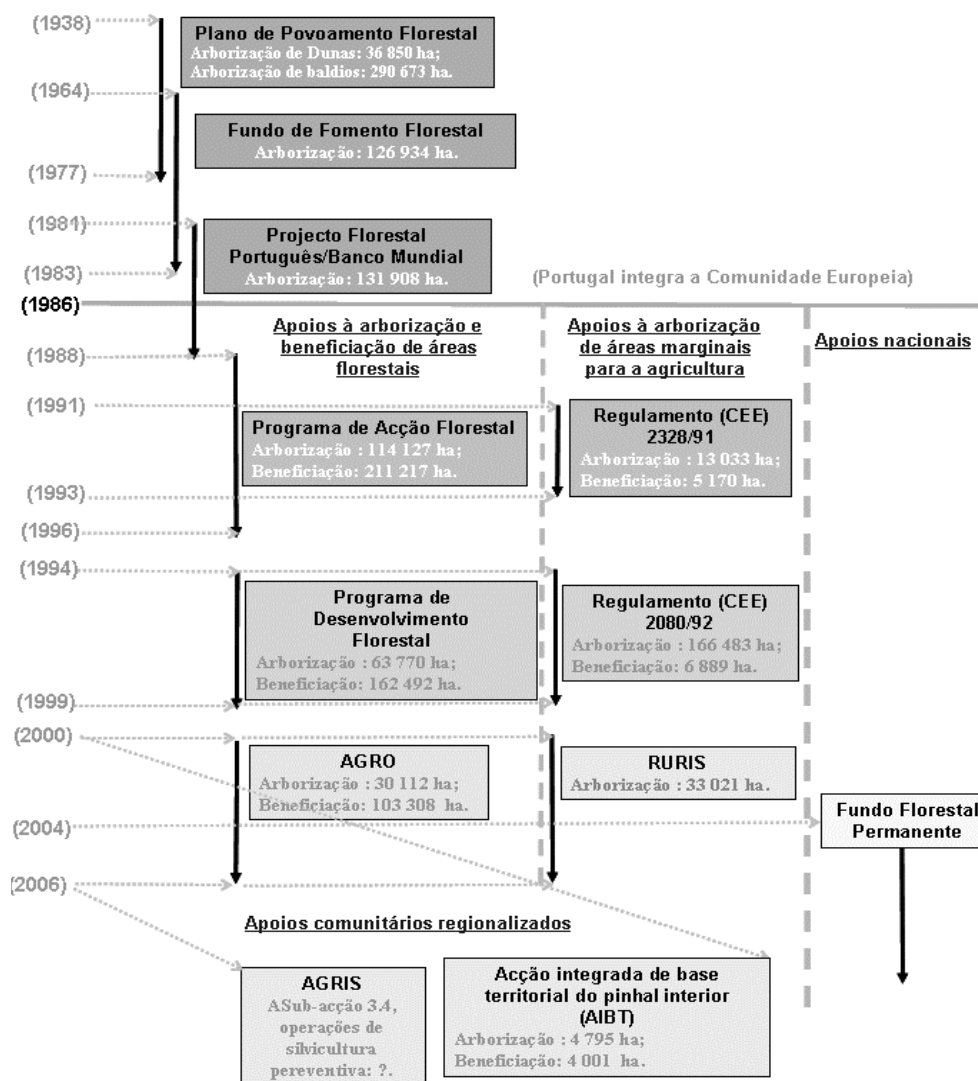 (1938)
Plano de Povoamento Florestal
Arborização de Dunas: 36 850 ha;
Arborização de baldios: 290 673 ha.
(1964)
Fundo de Fomento Florestal
Arborização : 126 934 ha.
(1977)
(1981)
Projecto Florestal
Português/Banco Mundial
Arborização: 131 908 ha.
(1983)
(Portugal integra a Comunidade Europeia)
(1986)
Apoios à arborização e
beneficiação de áreas
florestais
Apoios à arborização
de áreas marginais
para a agricultura
Apoios nacionais
(1988)
(1991)
Programa de Acção Florestal
Arborização : 114 127 ha;
Beneficiação: 211 217 ha.
Regulamento (CEE)
2328/91
Arborização : 13 033 ha;
Beneficiação: 5 170 ha.
(1993)
(1996)
(1994)
Programa de
Desenvolvimento
Florestal
Arborização : 63 770 ha;
Beneficiação: 162 492 ha.
Regulamento (CEE)
2080/92
Arborização : 166 483 ha;
Beneficiação: 6 889 ha.
(1999)
(2000)
AGRO
Arborização : 30 112 ha;
Beneficiação: 103 308 ha.
RURIS
Arborização : 33 021 ha.
Fundo Florestal
Permanente
(2004)
(2006)
Apoios comunitários regionalizados
AGRIS
ASub-acção 3.4,
operações de
silvicultura
pereventiva: ?.
Acção integrada de base
territorial do pinhal interior
(AIBT)
Arborização : 4 795 ha;
Beneficiação: 4 001 ha.